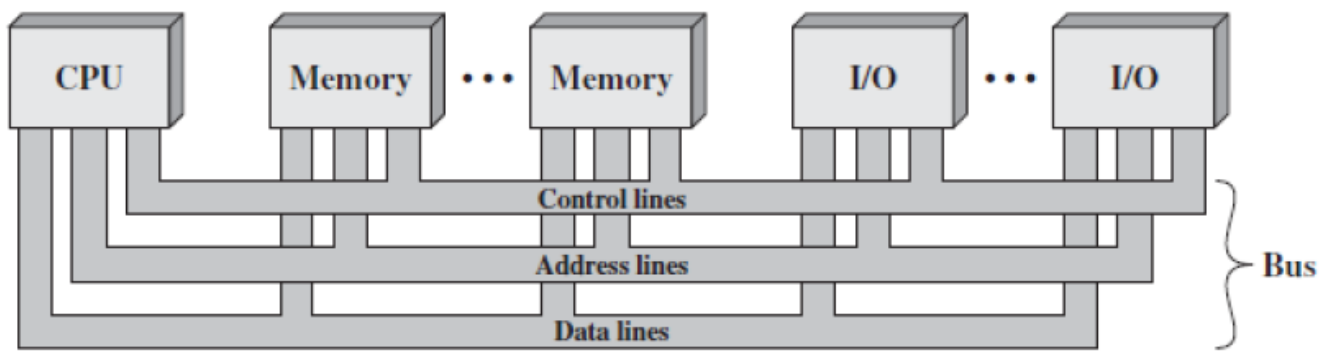 CPU
Memory
• • •
Memory
I/O
• • •
I/O
Control lines
Address lines
Bus
Data lines